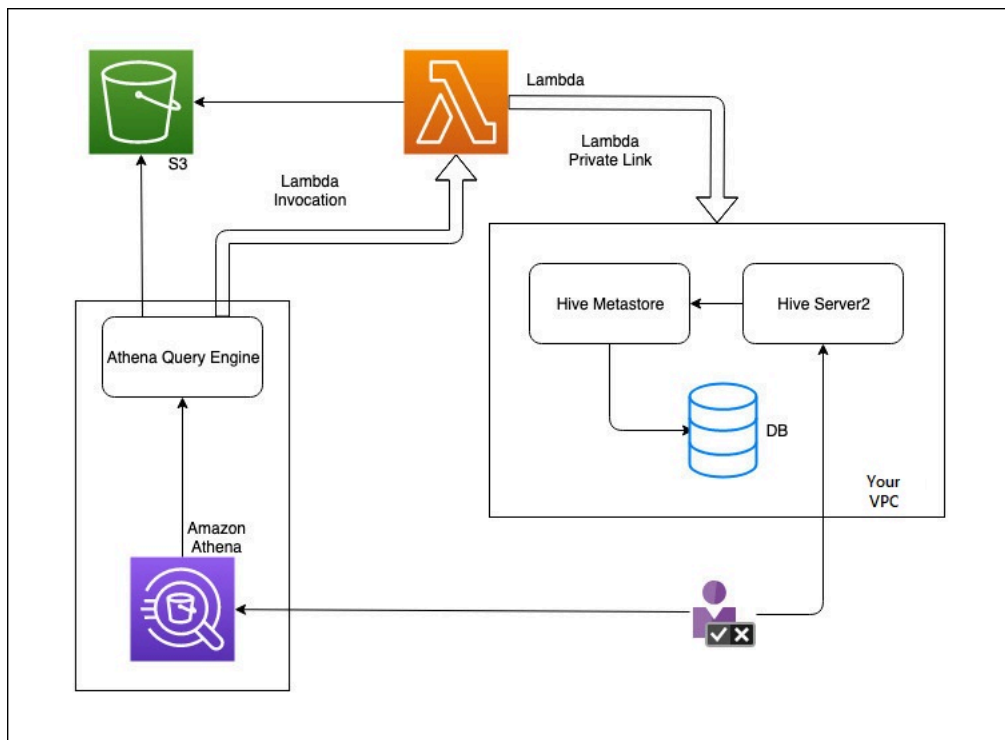 Lambda
Lambda
Private Link
S3
Lambda
Invocation
Hive Metastore
Hive Server2
Athena Query Engine
DB
Your
VPC
Amazon
Athena